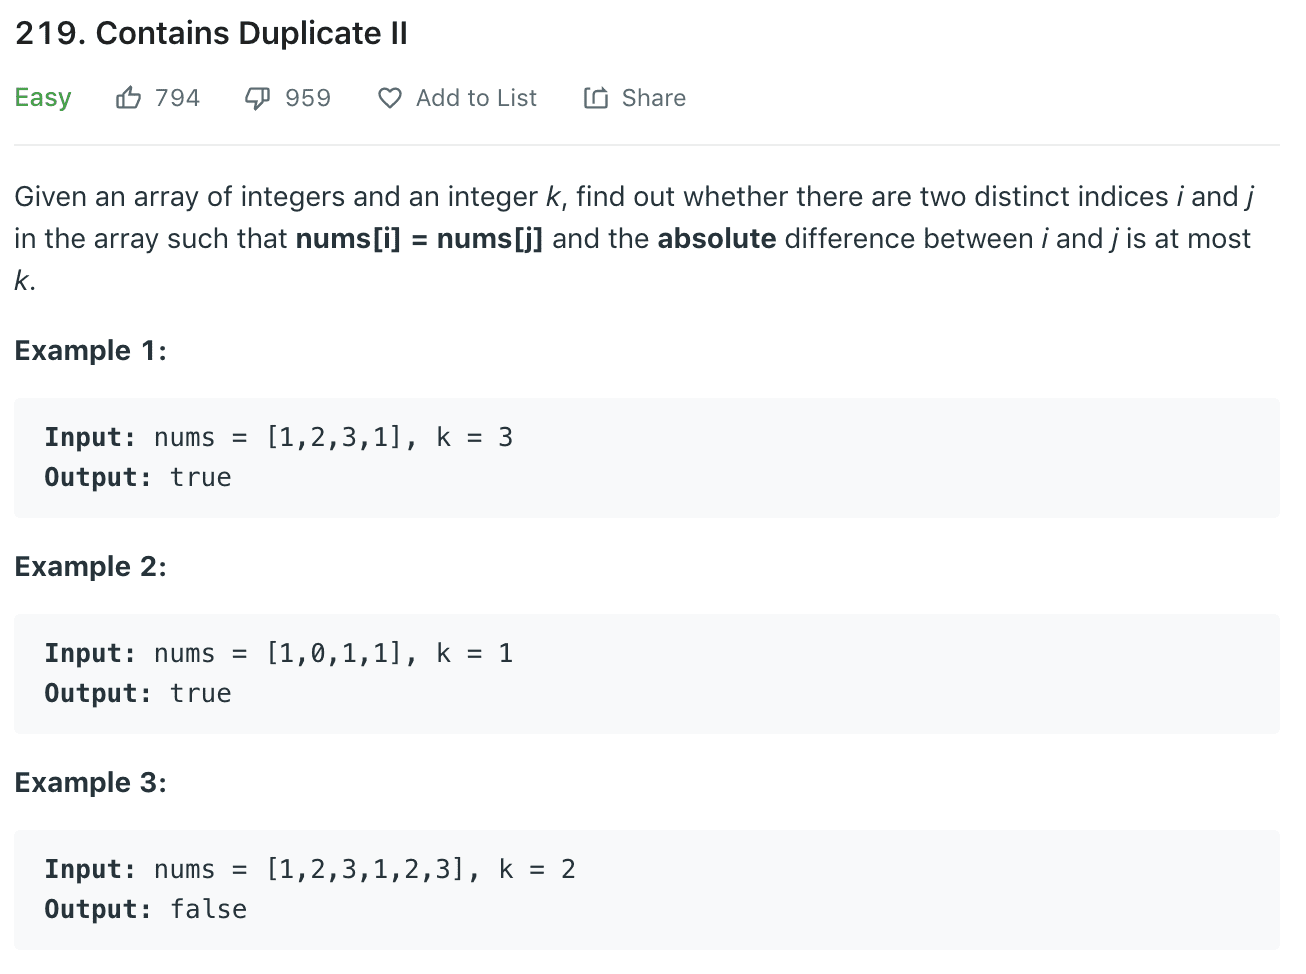 219. Contains Duplicate II
Easy 794 959 Add to List Share
Given an array of integers and an integer k, find out whether there are two distinct indices i and j
in the array such that nums[i] = nums[j] and the absolute difference between i and j is at most
k.
Example 1:
Input: nums = [1,2,3,1], k = 3
Output: true
Example 2:
Input: nums = [1,0,1,1], k = 1
Output: true
Example 3:
Input: nums = [1,2,3,1,2,3], k = 2
Output: false